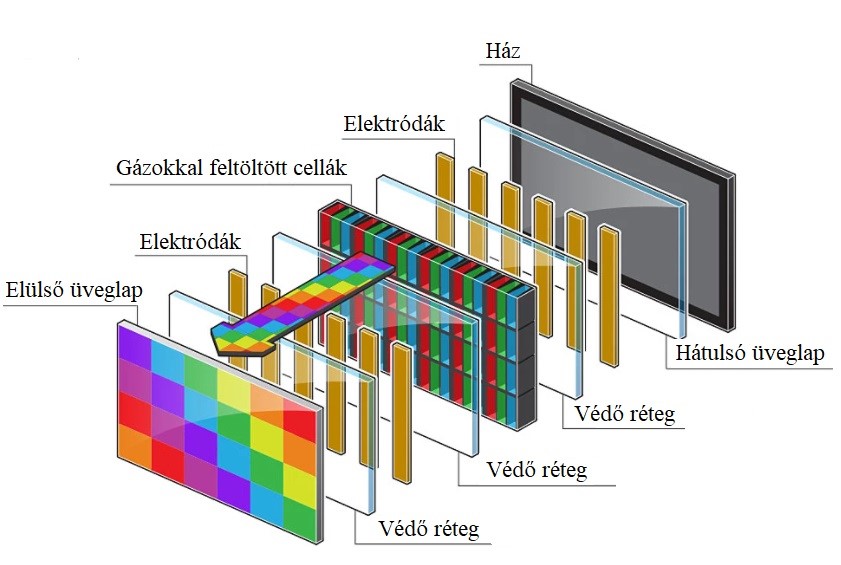 Ház
Elektródák
Gázokkal feltöltött cellák
Elektródák
Elülső üveglap
Hátulsó üveglap
Védő réteg
Védő réteg
Védő réteg